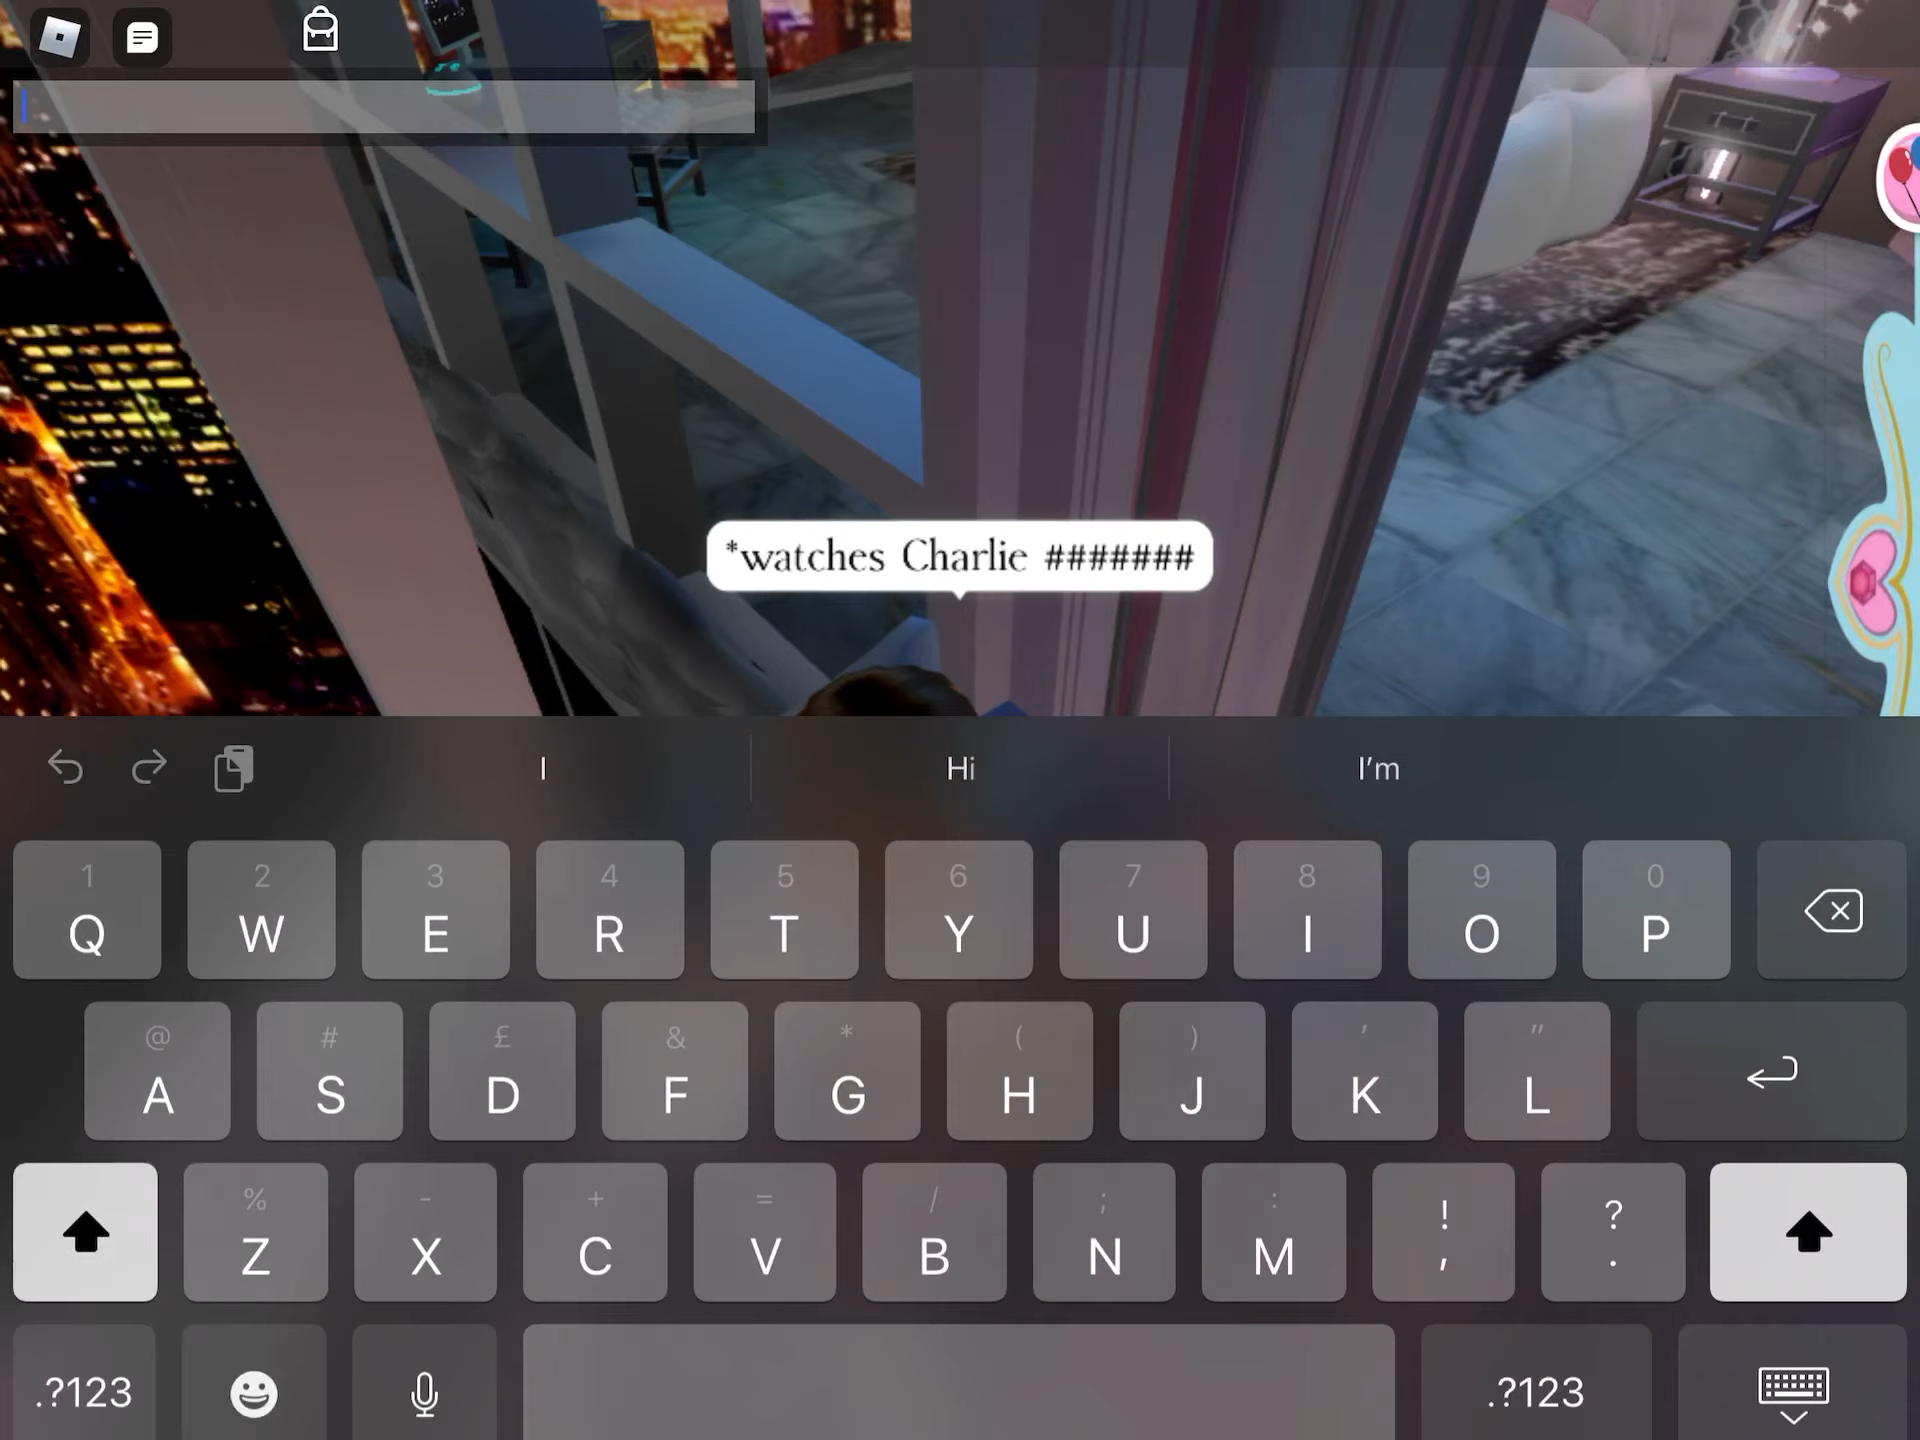 *watches Charlie #######
I
Hi
I'm
1 2 3 4 5 6 7 8 9 0
Q W E R T Y U I O P
@ # £ & * ( ) ' "
A S D F G H J K L
% - + = / ; : ! ?
Z X C V B N M , .
.?123 .?123